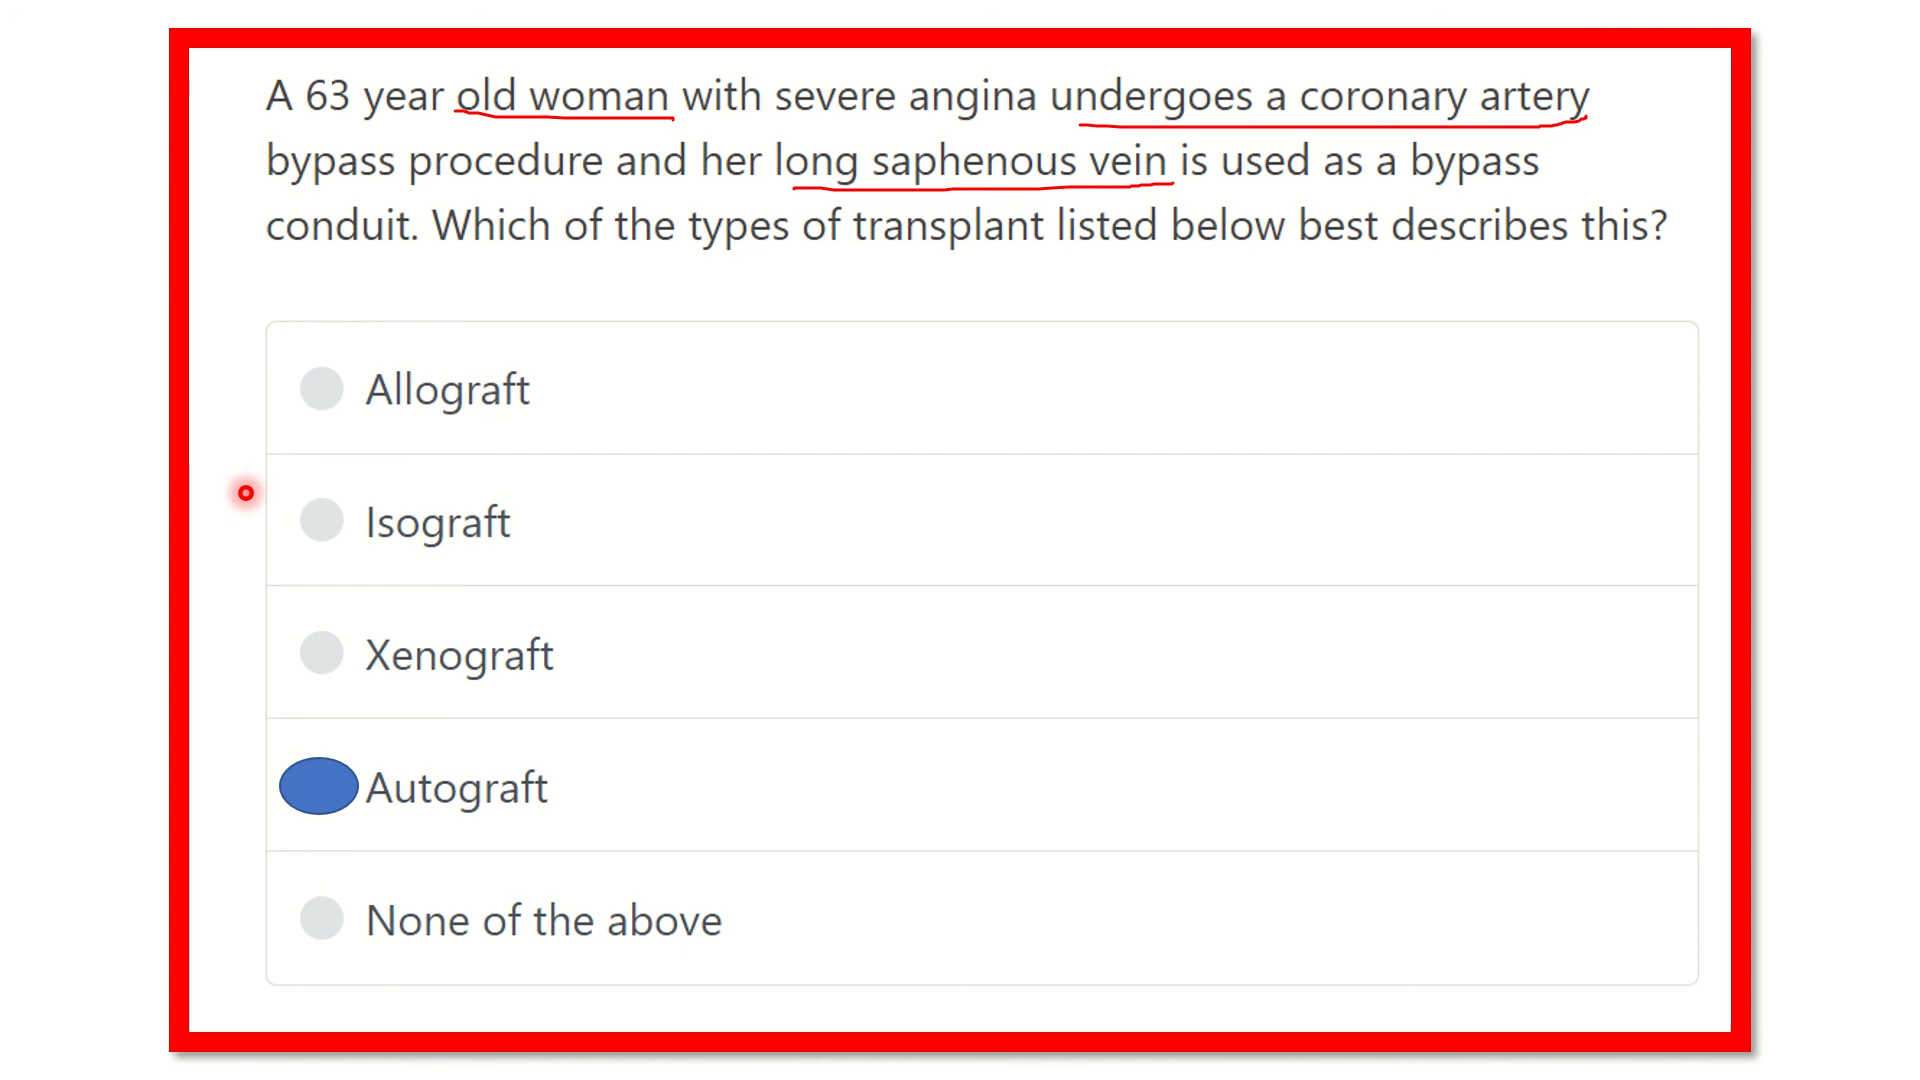 A 63 year old woman with severe angina undergoes a coronary artery
bypass procedure and her long saphenous vein is used as a bypass
conduit. Which of the types of transplant listed below best describes this?
Allograft
Isograft
Xenograft
Autograft
None of the above